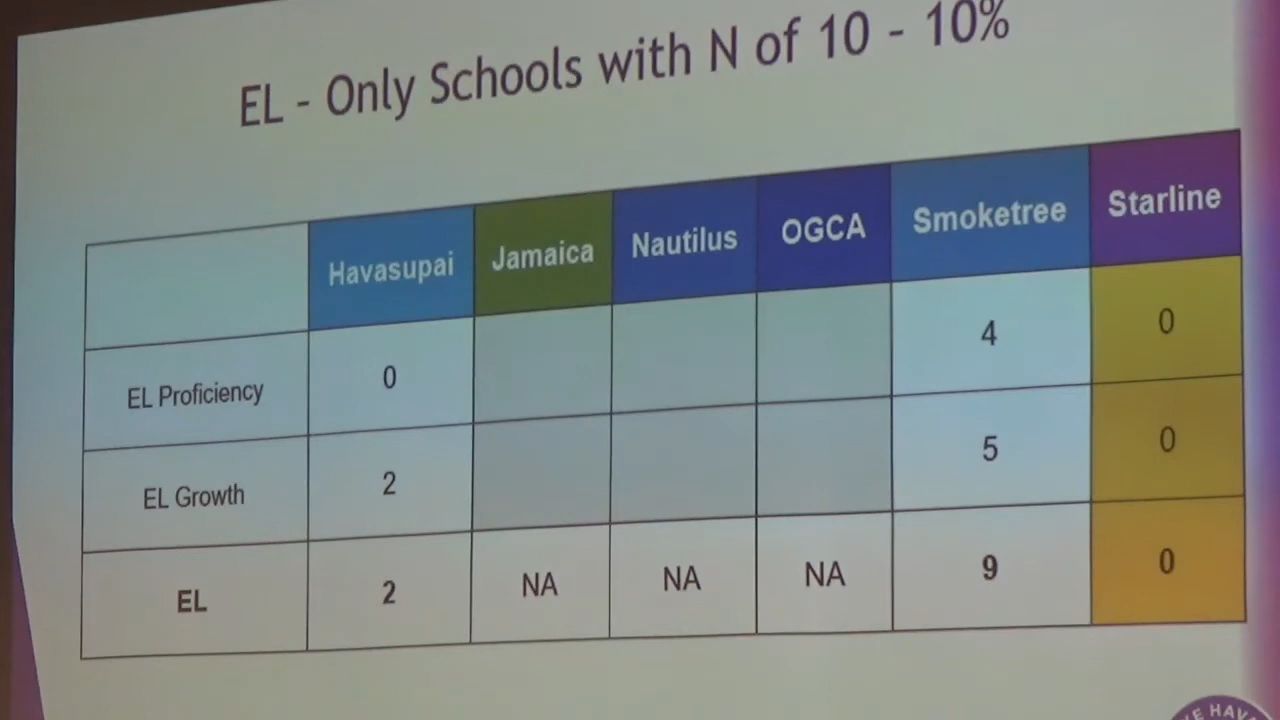 EL - Only Schools with N of 10 - 10%
Havasupai Jamaica Nautilus OGCA Smoketree Starline
EL Proficiency 0 4 0
EL Growth 2 5 0
EL 2 NA NA NA 9 0